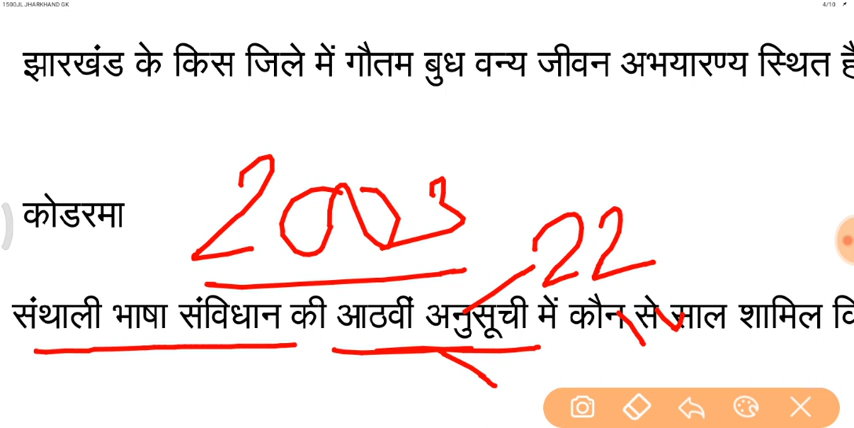 1500JL.JHARKHAND GK
4/10
झारखंड के किस जिले में गौतम बुध वन्य जीवन अभयारण्य स्थित है
2003
कोडरमा
22
संथाली भाषा संविधान की आठवीं अनुसूची में कौन से साल शामिल कि